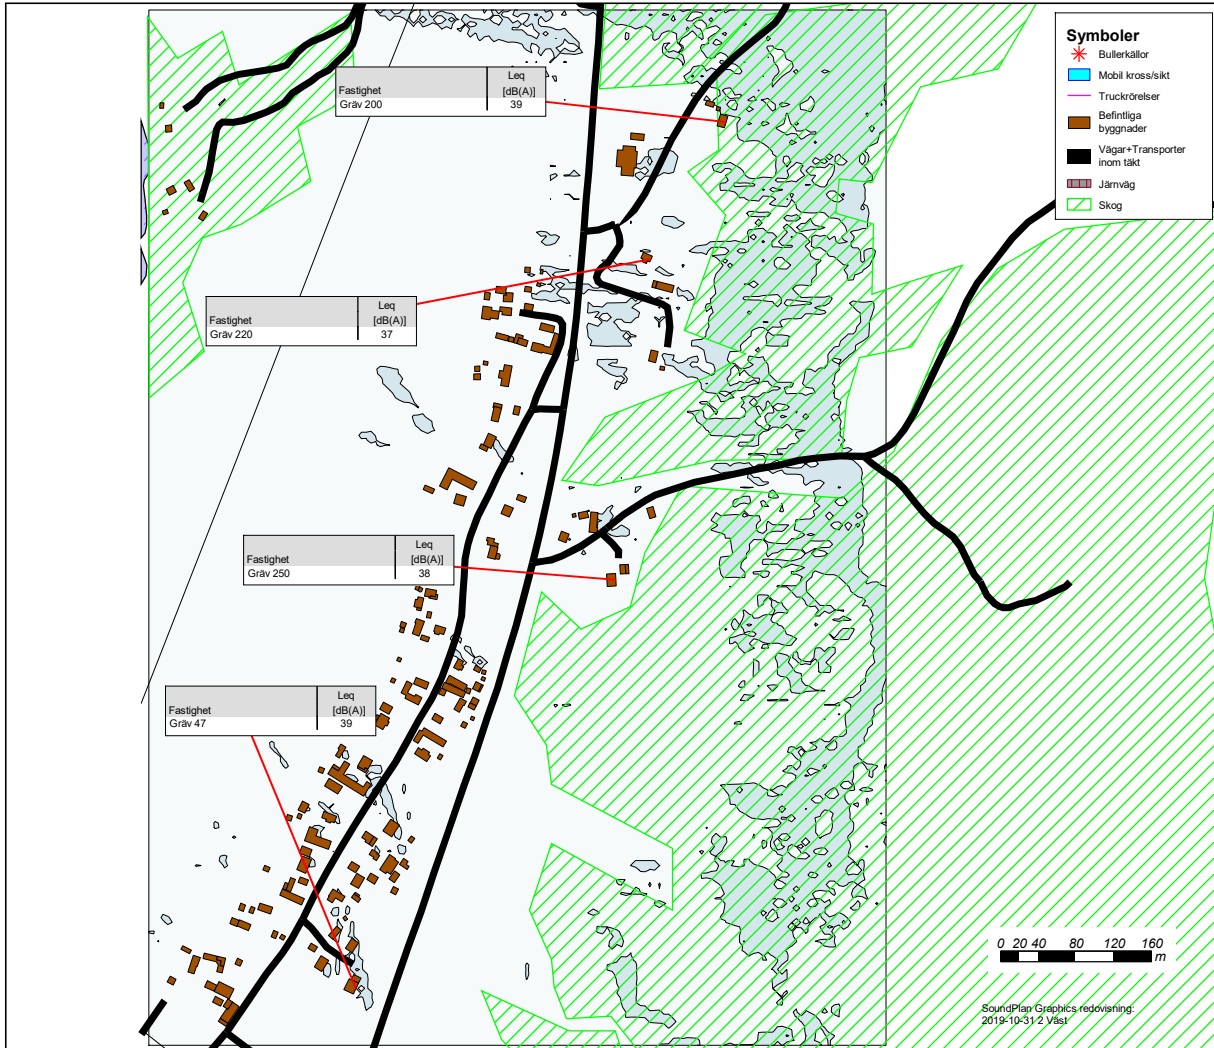 Symboler
Bullerkällor
Mobil kross/sikt
Truckrörelser
Befintliga
byggnader
Vägar+Transporter
inom täkt
Järnväg
Skog
Leq
Fastighet [dB(A)]
Gräv 200 39
Leq
[dB(A)]
Fastighet
Gräv 220 37
Leq
Fastighet [dB(A)]
Gräv 250 38
Leq
Fastighet [dB(A)]
Gräv 47 39
0 20 40 80 120 160
m
SoundPlan Graphics redovisning:
2019-10-31 2 Väst